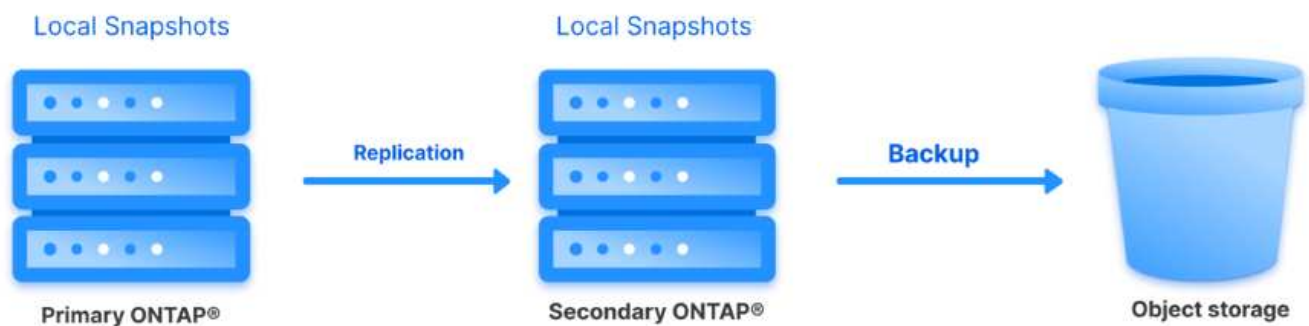 Local Snapshots
Local Snapshots
Replication
Backup
Primary ONTAP®
Secondary ONTAP®
Object storage